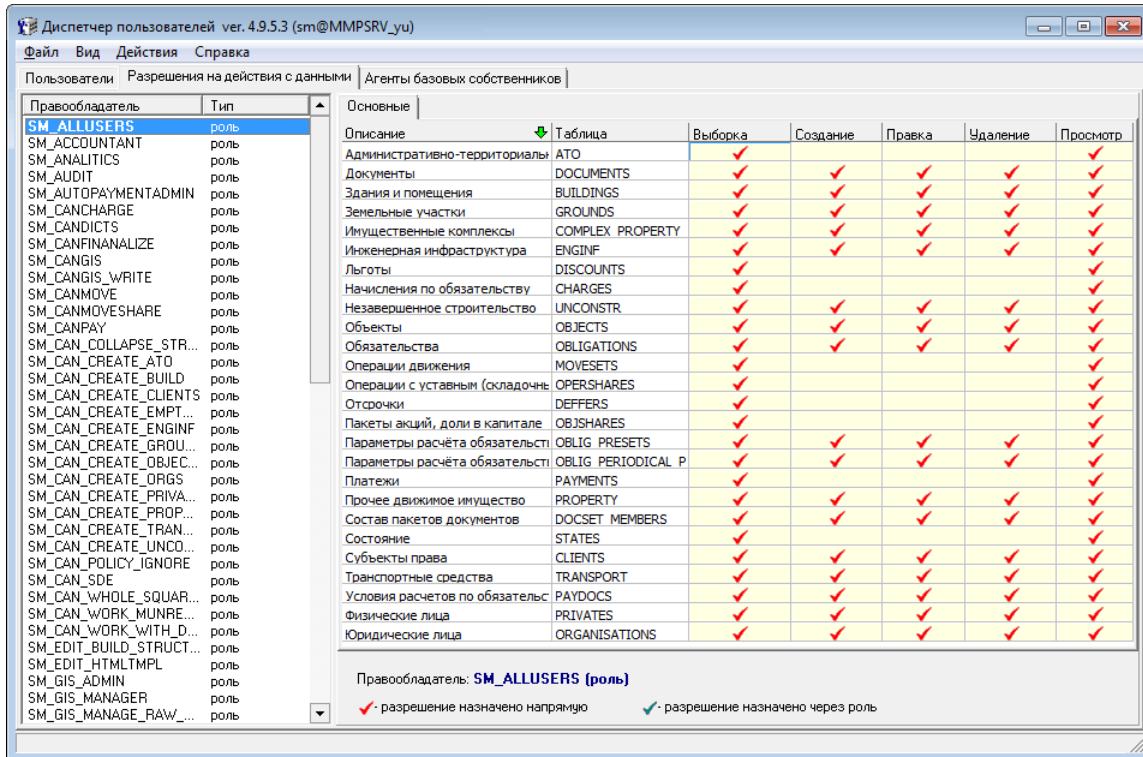 Диспетчер пользователей ver. 4.9.5.3 (sm@MMPSRV_yu)
Файл Вид Действия Справка
Пользователи Разрешения на действия с данными Агенты базовых собственников
Правообладатель Тип
SM_ALLUSERS роль
SM_ACCOUNTANT роль
SM_ANALITICS роль
SM_AUDIT роль
SM_AUTOPAYMENTADMIN роль
SM_CANCHARGE роль
SM_CANDICTS роль
SM_CANFINANALIZE роль
SM_CANGIS роль
SM_CANGIS_WRITE роль
SM_CANMOVE роль
SM_CANMOVESHARE роль
SM_CANPAY роль
SM_CAN_COLLAPSE_STR... роль
SM_CAN_CREATE_ATO роль
SM_CAN_CREATE_BUILD роль
SM_CAN_CREATE_CLIENTS роль
SM_CAN_CREATE_EMPT... роль
SM_CAN_CREATE_ENGINF роль
SM_CAN_CREATE_GROU... роль
SM_CAN_CREATE_OBJEC... роль
SM_CAN_CREATE_ORGS роль
SM_CAN_CREATE_PRIVA... роль
SM_CAN_CREATE_PROP... роль
SM_CAN_CREATE_TRAN... роль
SM_CAN_CREATE_UNCO... роль
SM_CAN_POLICY_IGNORE роль
SM_CAN_SDE роль
SM_CAN_WHOLE_SQUAR... роль
SM_CAN_WORK_MUNRE... роль
SM_CAN_WORK_WITH_D... роль
SM_EDIT_BUILD_STRUCT... роль
SM_EDIT_HTMLTMPL роль
SM_GIS_ADMIN роль
SM_GIS_MANAGER роль
SM_GIS_MANAGE_RAW_... роль
Основные
Описание Таблица Выборка Создание Правка Удаление Просмотр
Административно-территориальн ATO
Документы DOCUMENTS
Здания и помещения BUILDINGS
Земельные участки GROUNDS
Имущественные комплексы COMPLEX_PROPERTY
Инженерная инфраструктура ENGINF
Льготы DISCOUNTS
Начисления по обязательству CHARGES
Незавершенное строительство UNCONSTR
Объекты OBJECTS
Обязательства OBLIGATIONS
Операции движения MOVESETS
Операции с уставным (складочнь OPERSHARES
Отсрочки DEFFERS
Пакеты акций, доли в капитале OBJSHARES
Параметры расчёта обязательст OBLIG_PRESETS
Параметры расчёта обязательст OBLIG_PERIODICAL_P
Платежи PAYMENTS
Прочее движимое имущество PROPERTY
Состав пакетов документов DOCSET_MEMBERS
Состояние STATES
Субъекты права CLIENTS
Транспортные средства TRANSPORT
Условия расчетов по обязательс PAYDOCS
Физические лица PRIVATES
Юридические лица ORGANISATIONS
Правообладатель: SM_ALLUSERS (роль)
- разрешение назначено напрямую - разрешение назначено через роль